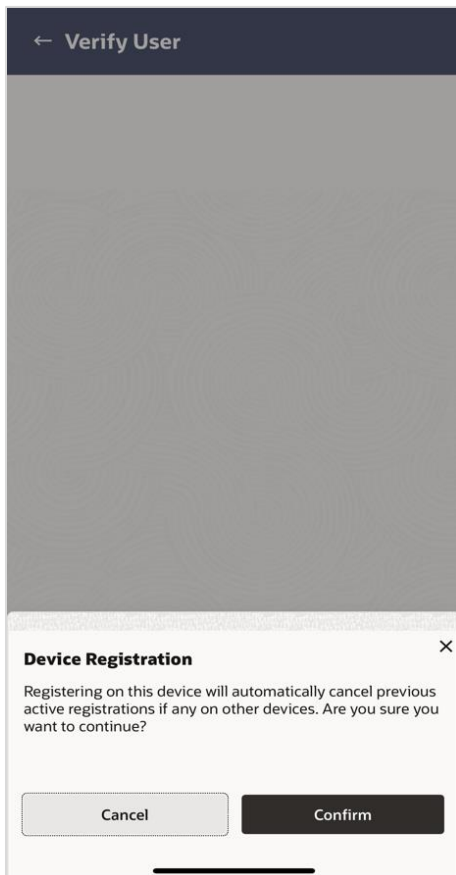 ← Verify User
Device Registration
Registering on this device will automatically cancel previous
active registrations if any on other devices. Are you sure you
want to continue?
Cancel
Confirm